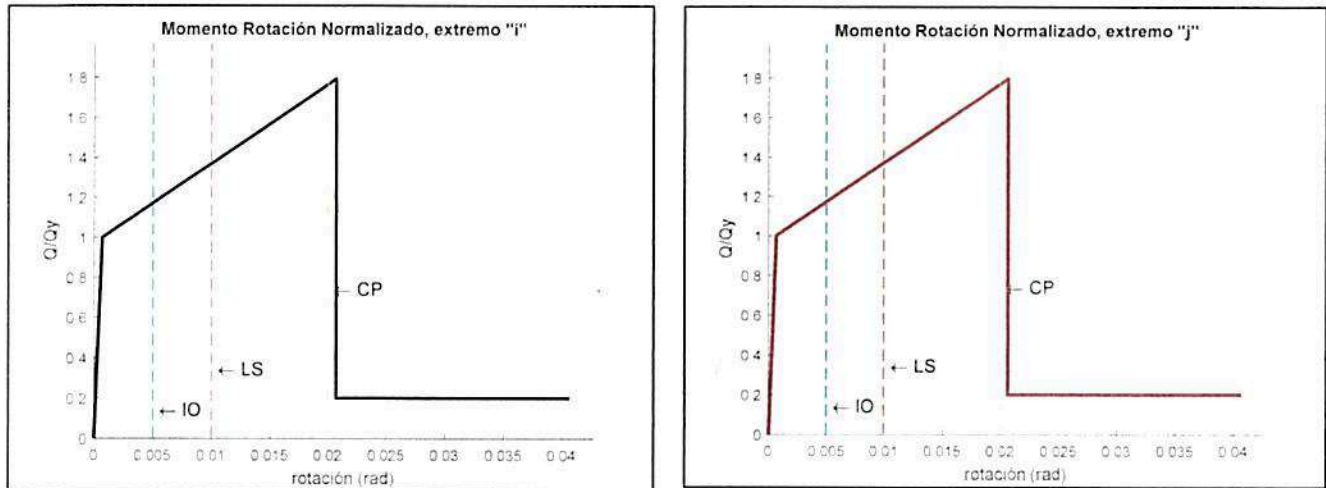 Momento Rotación Normalizado, extremo "i"
1.8
1.6
1.4
1.2
1
0.8
0.6
0.4
0.2
0
Q/Qy
← CP
← LS
← IO
0 0.005 0.01 0.015 0.02 0.025 0.03 0.035 0.04
rotación (rad)
Momento Rotación Normalizado, extremo "j"
1.8
1.6
1.4
1.2
1
0.8
0.6
0.4
0.2
0
Q/Qy
← CP
← LS
← IO
0 0.005 0.01 0.015 0.02 0.025 0.03 0.035 0.04
rotación (rad)